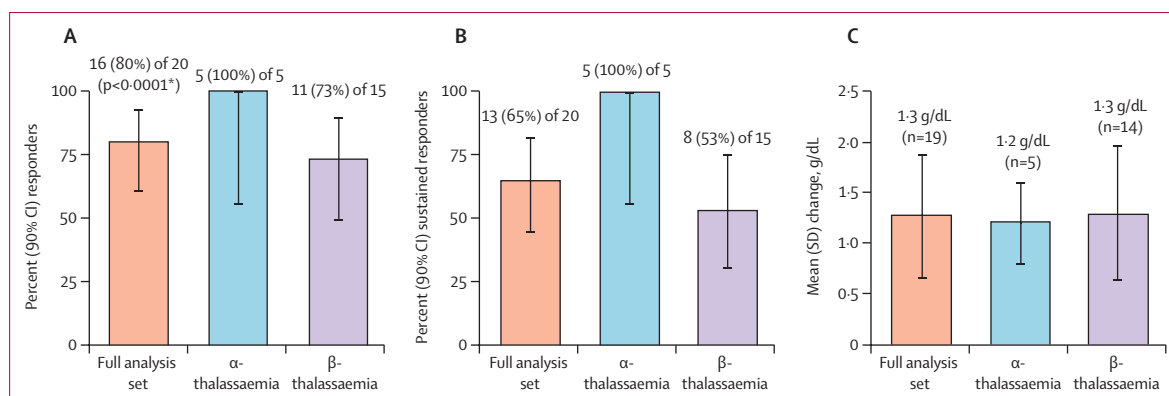 A
16 (80%) of 20
(p<0·0001*)
5 (100%) of 5
11 (73%) of 15
100
75
50
25
0
Percent (90% CI) responders
Full analysis
set
α-
thalassaemia
β-
thalassaemia
B
13 (65%) of 20
5 (100%) of 5
8 (53%) of 15
100
75
50
25
0
Percent (90% CI) sustained responders
Full analysis
set
α-
thalassaemia
β-
thalassaemia
C
1·3 g/dL
(n=19)
1·2 g/dL
(n=5)
1·3 g/dL
(n=14)
2·5
2·0
1·5
1·0
0·5
0
Mean (SD) change, g/dL
Full analysis
set
α-
thalassaemia
β-
thalassaemia